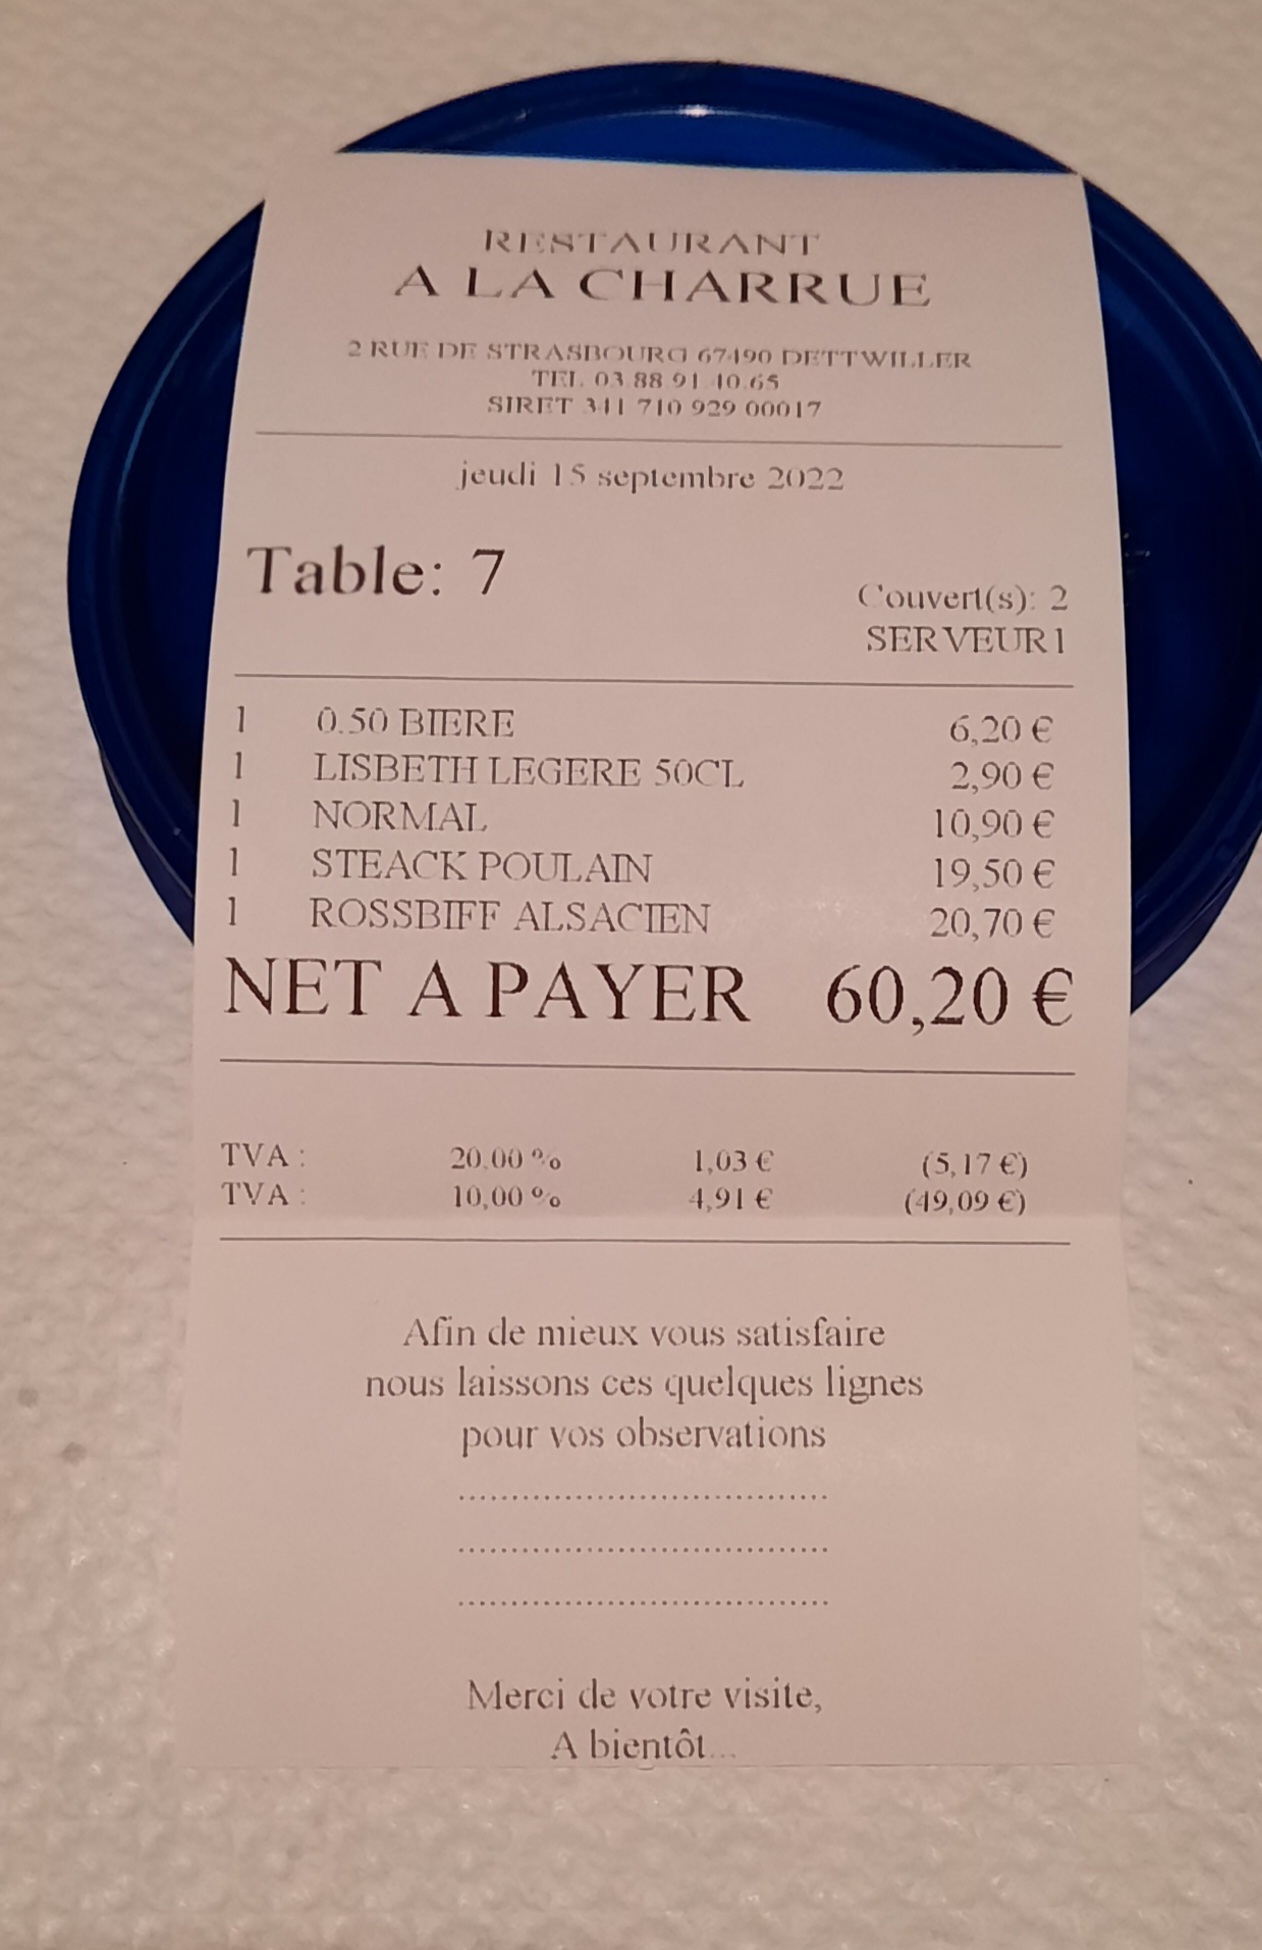 RESTAURANT
A LA CHARRUE
2 RUE DE STRASBOURG 67490 DETTWILLER
TEL. 03.88.91.40.65
SIRET 341 710 929 00017
jeudi 15 septembre 2022
Table: 7
Couvert(s): 2
SERVEUR1
1 0.50 BIERE 6,20 €
1 LISBETH LEGERE 50CL 2,90 €
1 NORMAL 10,90 €
1 STEACK POULAIN 19,50 €
1 ROSSBIFF ALSACIEN 20,70 €
NET A PAYER 60,20 €
TVA : 20,00 % 1,03 € (5,17 €)
TVA : 10,00 % 4,91 € (49,09 €)
Afin de mieux vous satisfaire
nous laissons ces quelques lignes
pour vos observations
...................................
...................................
...................................
Merci de votre visite,
A bientôt...